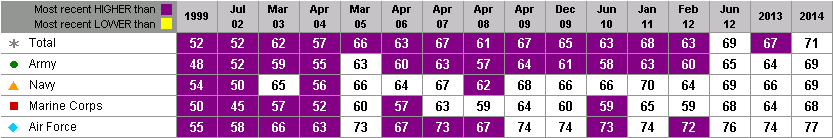 Most recent HIGHER than
Most recent LOWER than
1999 Jul 02 Mar 03 Apr 04 Mar 05 Apr 06 Apr 07 Apr 08 Apr 09 Dec 09 Jun 10 Jan 11 Feb 12 Jun 12 2013 2014
Total 52 52 62 57 66 63 67 61 67 65 63 68 63 69 67 71
Army 48 52 59 55 63 60 63 57 64 61 58 63 60 65 64 69
Navy 54 50 65 56 66 64 67 62 68 66 66 70 64 69 66 69
Marine Corps 50 45 57 52 60 57 63 59 64 60 59 65 59 68 64 68
Air Force 55 58 66 63 73 67 73 67 74 74 73 74 72 76 74 77